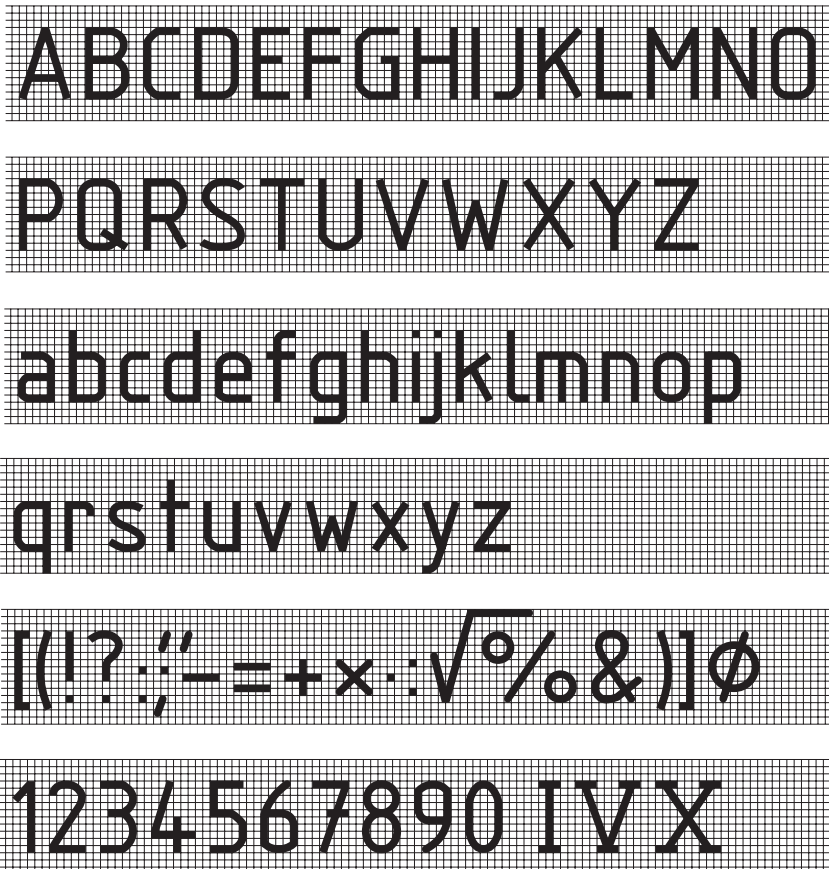 ABCDEFGHIJKLMNO
PQRSTUVWXYZ
abcdefghijklmnop
qrstuvwxyz
[(!?:;"−=+×·:√%&)]ø
1234567890 IVX